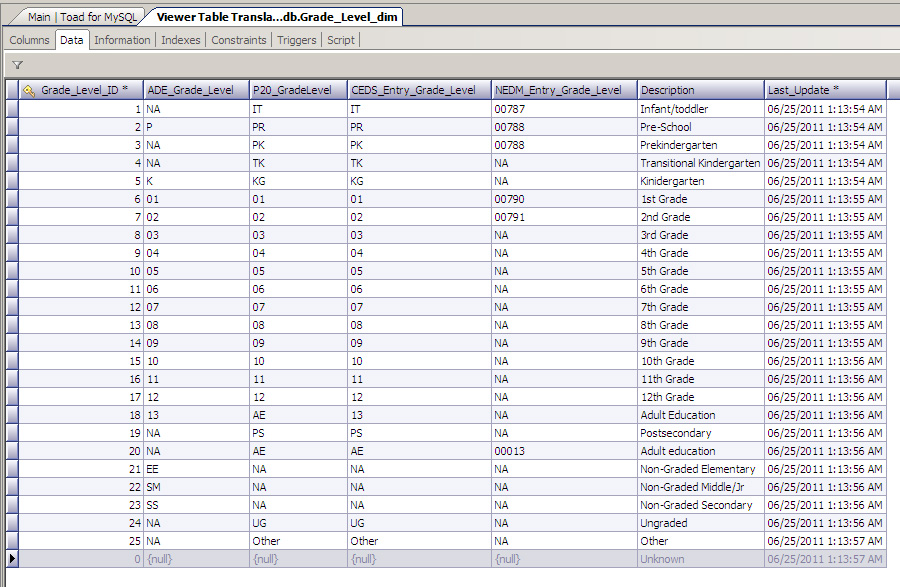 Main | Toad for MySQL Viewer Table Transla...db.Grade_Level_dim
Columns Data Information Indexes Constraints Triggers Script
Grade_Level_ID * ADE_Grade_Level P20_GradeLevel CEDS_Entry_Grade_Level NEDM_Entry_Grade_Level Description Last_Update *
1 NA IT IT 00787 Infant/toddler 06/25/2011 1:13:54 AM
2 P PR PR 00788 Pre-School 06/25/2011 1:13:54 AM
3 NA PK PK 00788 Prekindergarten 06/25/2011 1:13:54 AM
4 NA TK TK NA Transitional Kindergarten 06/25/2011 1:13:54 AM
5 K KG KG NA Kinidergarten 06/25/2011 1:13:54 AM
6 01 01 01 00790 1st Grade 06/25/2011 1:13:55 AM
7 02 02 02 00791 2nd Grade 06/25/2011 1:13:55 AM
8 03 03 03 NA 3rd Grade 06/25/2011 1:13:55 AM
9 04 04 04 NA 4th Grade 06/25/2011 1:13:55 AM
10 05 05 05 NA 5th Grade 06/25/2011 1:13:55 AM
11 06 06 06 NA 6th Grade 06/25/2011 1:13:55 AM
12 07 07 07 NA 7th Grade 06/25/2011 1:13:55 AM
13 08 08 08 NA 8th Grade 06/25/2011 1:13:55 AM
14 09 09 09 NA 9th Grade 06/25/2011 1:13:55 AM
15 10 10 10 NA 10th Grade 06/25/2011 1:13:56 AM
16 11 11 11 NA 11th Grade 06/25/2011 1:13:56 AM
17 12 12 12 NA 12th Grade 06/25/2011 1:13:56 AM
18 13 AE 13 NA Adult Education 06/25/2011 1:13:56 AM
19 NA PS PS NA Postsecondary 06/25/2011 1:13:56 AM
20 NA AE AE 00013 Adult education 06/25/2011 1:13:56 AM
21 EE NA NA NA Non-Graded Elementary 06/25/2011 1:13:56 AM
22 SM NA NA NA Non-Graded Middle/Jr 06/25/2011 1:13:56 AM
23 SS NA NA NA Non-Graded Secondary 06/25/2011 1:13:56 AM
24 NA UG UG NA Ungraded 06/25/2011 1:13:56 AM
25 NA Other Other NA Other 06/25/2011 1:13:57 AM
0 {null} {null} {null} {null} Unknown 06/25/2011 1:13:57 AM